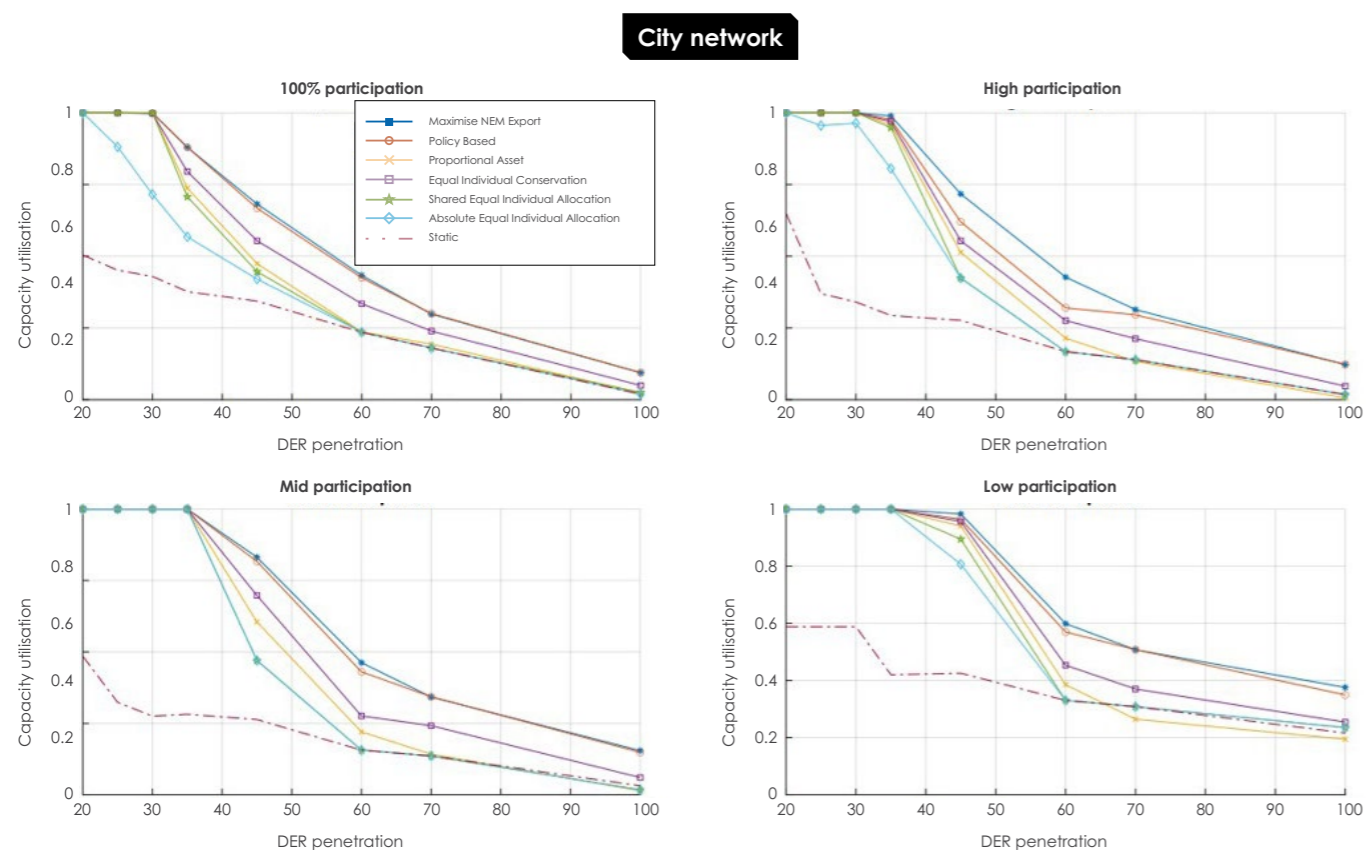 City network
100% participation
High participation
Maximise NEM Export
Policy Based
Proportional Asset
Equal Individual Conservation
Shared Equal Individual Allocation
Absolute Equal Individual Allocation
Static
Capacity utilisation
1
0.8
0.6
0.4
0.2
0
20 30 40 50 60 70 80 90 100
DER penetration
Capacity utilisation
1
0.8
0.6
0.4
0.2
0
20 30 40 50 60 70 80 90 100
DER penetration
Mid participation
Low participation
Capacity utilisation
1
0.8
0.6
0.4
0.2
0
20 30 40 50 60 70 80 90 100
DER penetration
Capacity utilisation
1
0.8
0.6
0.4
0.2
0
20 30 40 50 60 70 80 90 100
DER penetration